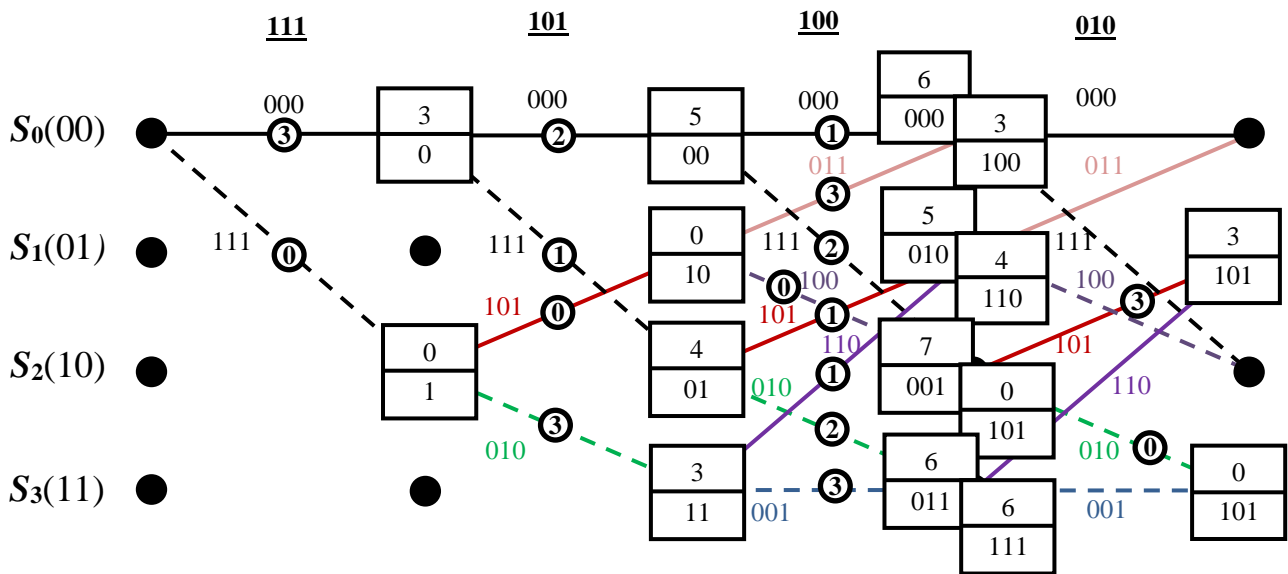 111 101 100 010
000 000 000 000
S0(00) 3 3 2 5 1 6 3
0 00 000 100
011 011
3
S1(01) 111 0 111 1 0 111 2 5 4 111 3
10 010 110 101
0 100 100
101 0 101 1 3
S2(10) 0 4 110 7 101
1 01 1 001 0 110
010 101
010 3 2 010 0
S3(11) 3 3 6 6 0
11 001 011 111 001 101